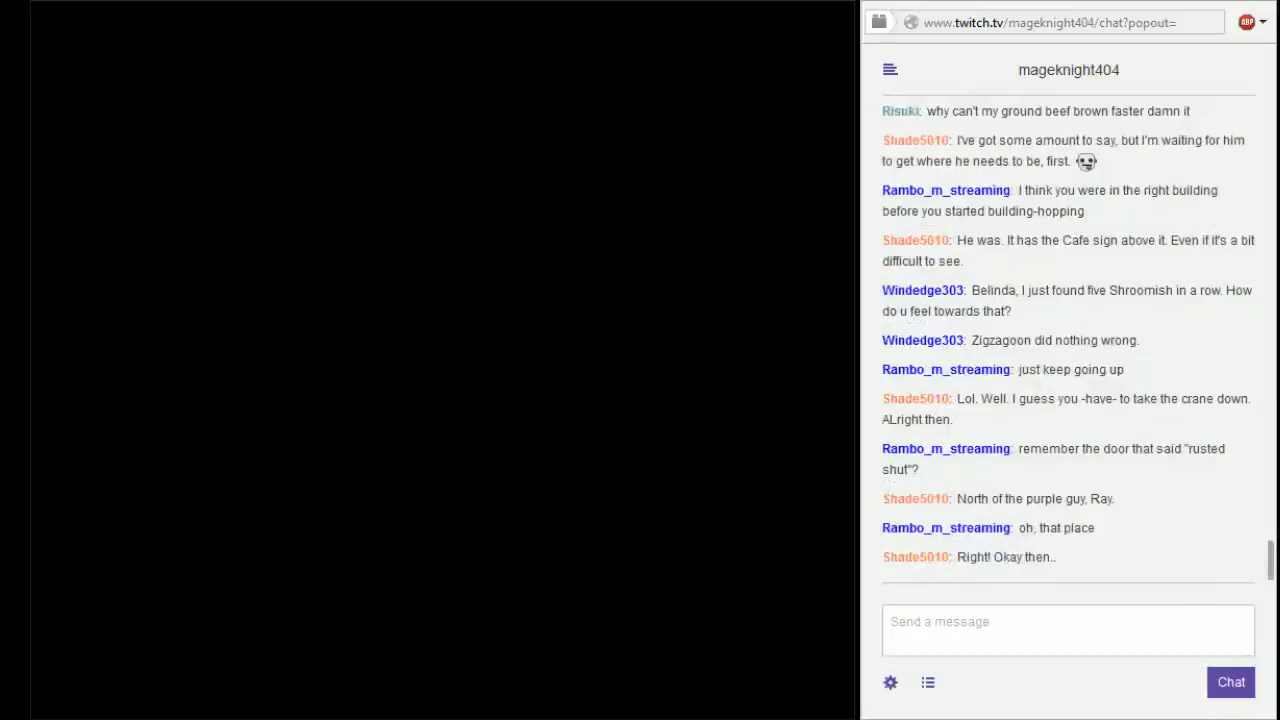 www.twitch.tv/mageknight404/chat?popout=
ABP
mageknight404
Risuki: why can't my ground beef brown faster damn it
Shade5010: I've got some amount to say, but I'm waiting for him
to get where he needs to be, first.
Rambo_m_streaming: I think you were in the right building
before you started building-hopping
Shade5010: He was. It has the Cafe sign above it. Even if it's a bit
difficult to see.
Windedge303: Belinda, I just found five Shroomish in a row. How
do u feel towards that?
Windedge303: Zigzagoon did nothing wrong.
Rambo_m_streaming: just keep going up
Shade5010: Lol. Well. I guess you -have- to take the crane down.
ALright then.
Rambo_m_streaming: remember the door that said "rusted
shut"?
Shade5010: North of the purple guy, Ray.
Rambo_m_streaming: oh, that place
Shade5010: Right! Okay then..
Send a message
Chat